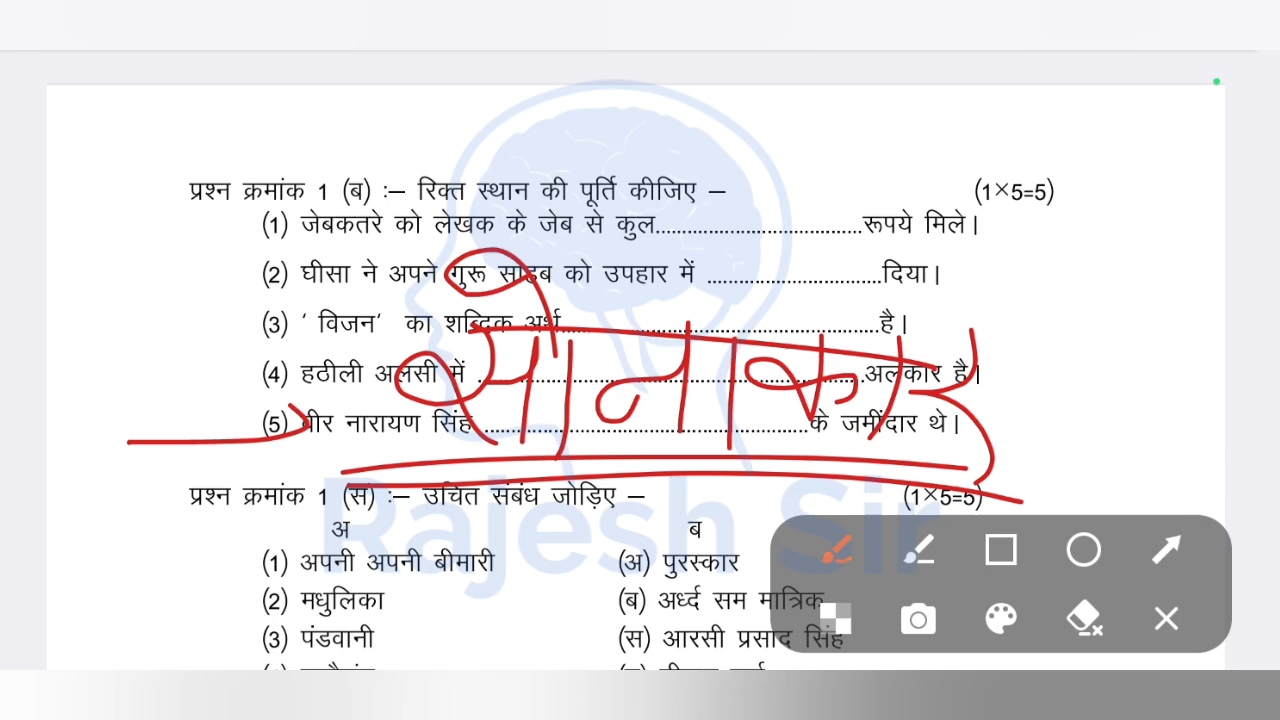 प्रश्न क्रमांक 1 (ब) :– रिक्त स्थान की पूर्ति कीजिए – (1×5=5)
(1) जेबकतरे को लेखक के जेब से कुल..............................रूपये मिले।
(2) घीसा ने अपने गुरू साहब को उपहार में ..............................दिया।
(3) ' विजन' का शब्दिक अर्थ..............................है।
(4) हठीली अलसी में ..............................अलंकार है।
(5) वीर नारायण सिंह ..............................के जमींदार थे।
प्रश्न क्रमांक 1 (स) :– उचित संबंध जोड़िए – (1×5=5)
अ ब
(1) अपनी अपनी बीमारी (अ) पुरस्कार
(2) मधुलिका (ब) अर्ध्द सम मात्रिक
(3) पंडवानी (स) आरसी प्रसाद सिंह
Rajesh Sir